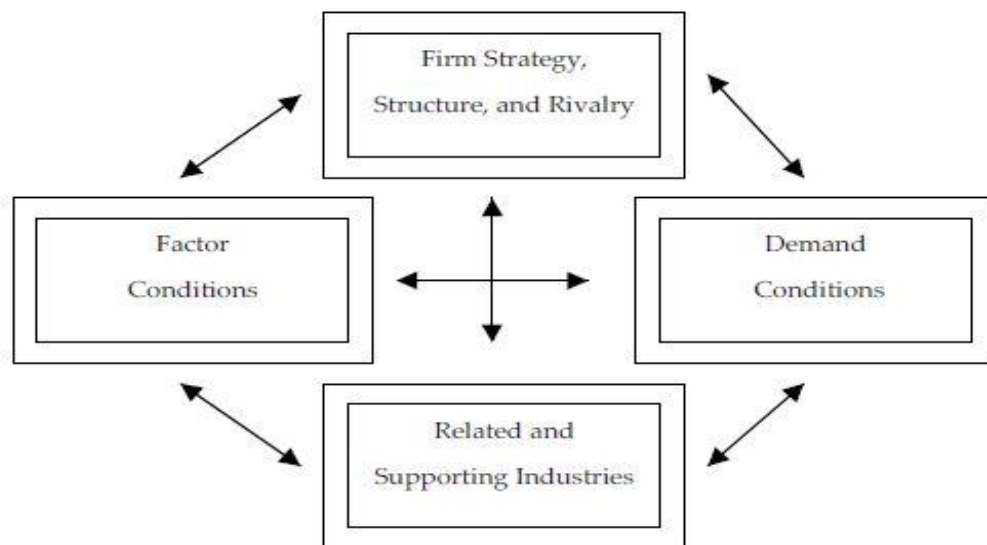 Firm Strategy,
Structure, and Rivalry
Factor
Conditions
Demand
Conditions
Related and
Supporting Industries